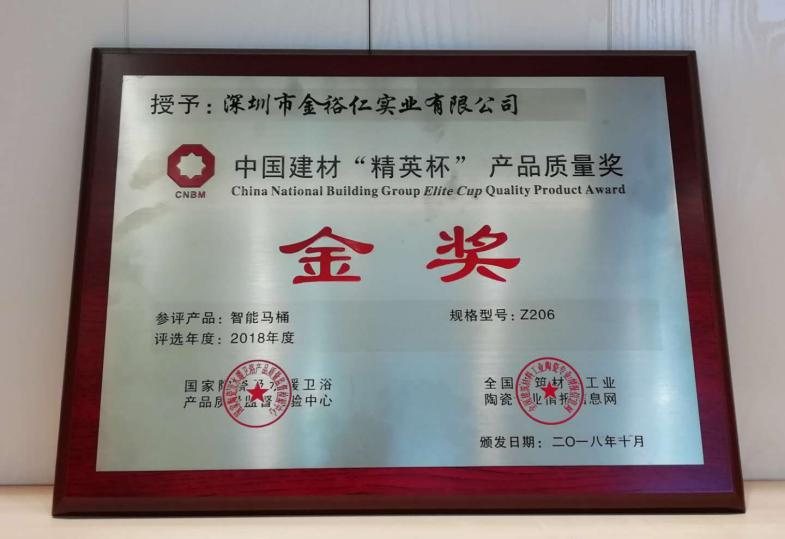 授予：深圳市金裕仁实业有限公司
CNBM
中国建材“精英杯” 产品质量奖
China National Building Group Elite Cup Quality Product Award
金奖
参评产品：智能马桶
规格型号：Z206
评选年度：2018年度
国家陶瓷及水暖卫浴
产品质量监督检验中心
全国建筑材料工业
陶瓷专业情报信息网
颁发日期：二〇一八年十月